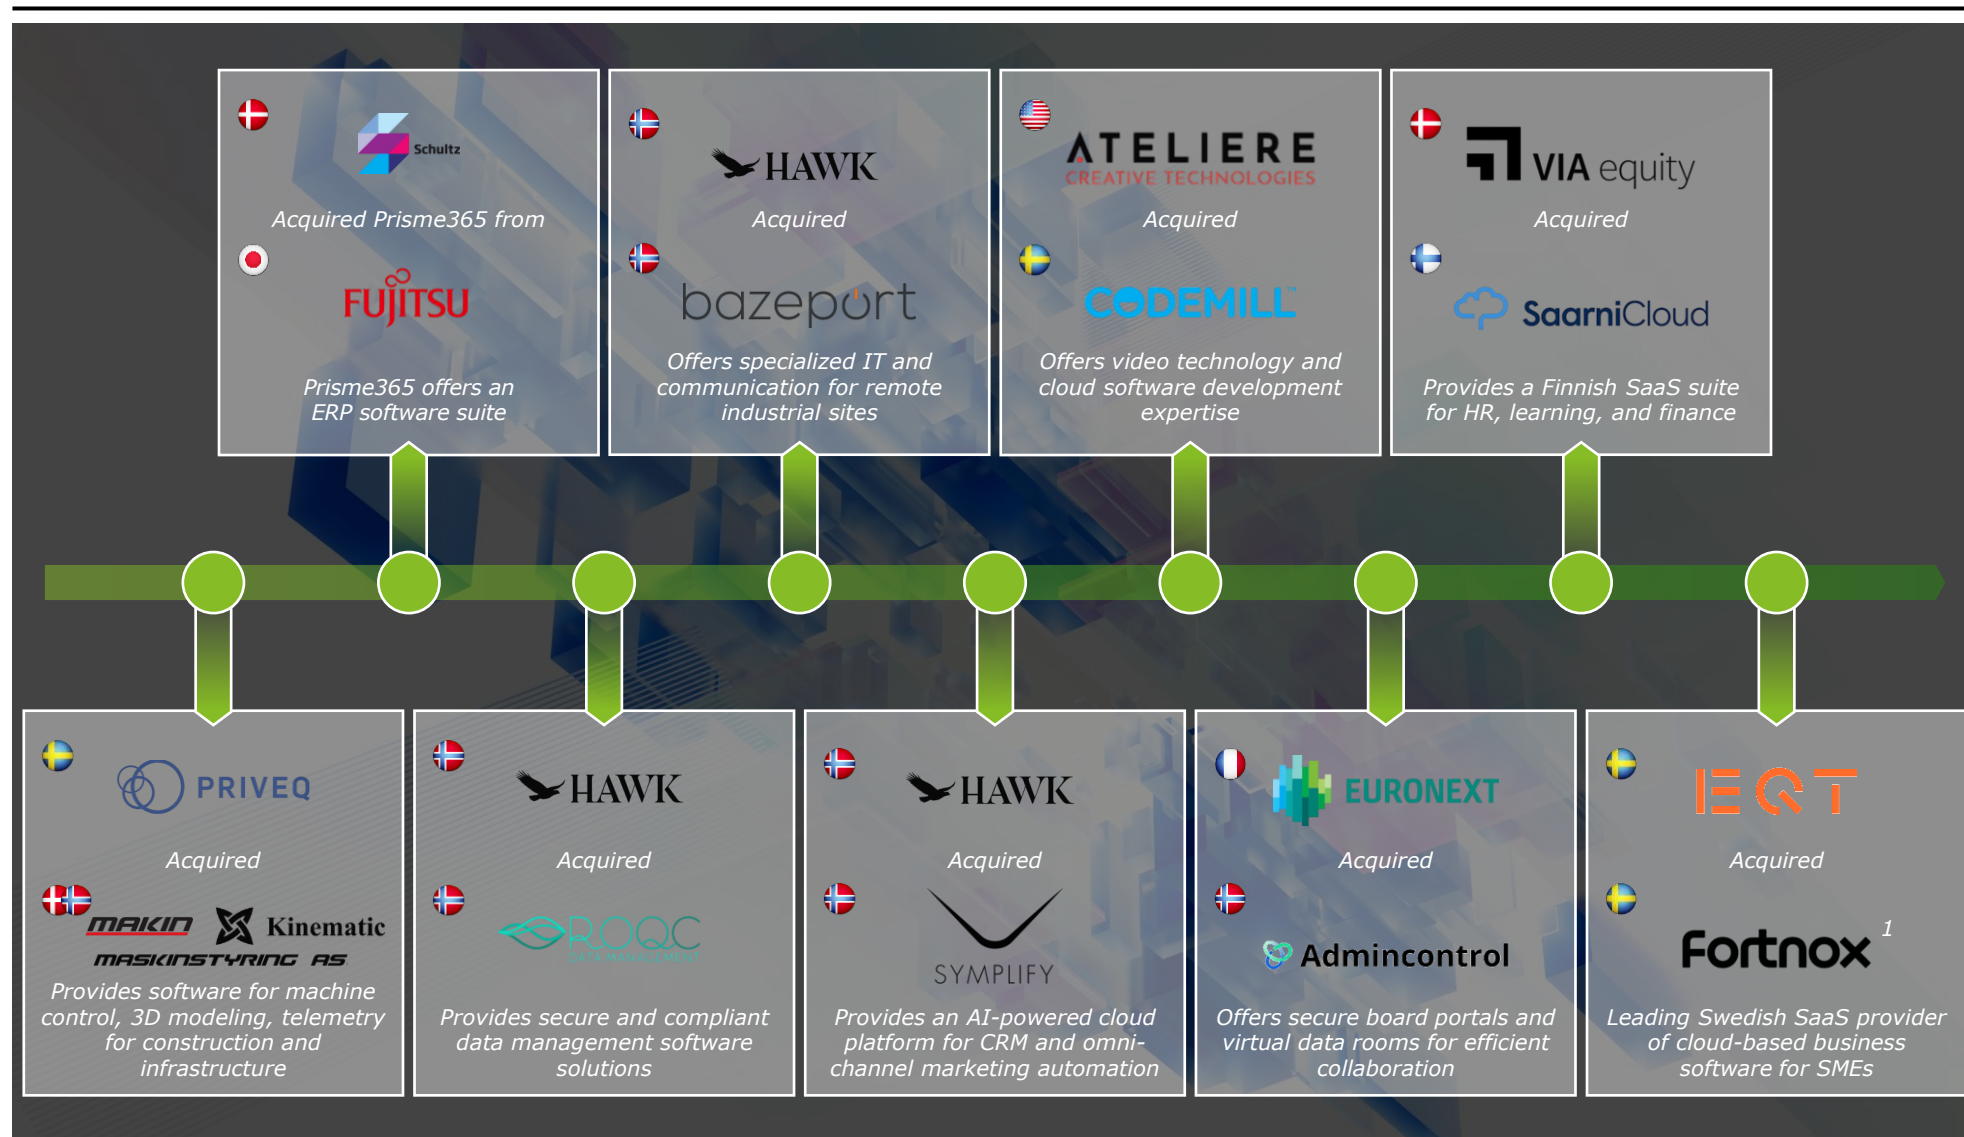 Schultz
Acquired Prisme365 from
FUJITSU
Prisme365 offers an
ERP software suite
HAWK
Acquired
bazeport
Offers specialized IT and
communication for remote
industrial sites
ATELIERE
CREATIVE TECHNOLOGIES
Acquired
CODEMILL™
Offers video technology and
cloud software development
expertise
VIA equity
Acquired
SaarniCloud
Provides a Finnish SaaS suite
for HR, learning, and finance
PRIVEQ
Acquired
MAKIN Kinematic
MASKINSTYRING AS
Provides software for machine
control, 3D modeling, telemetry
for construction and
infrastructure
HAWK
Acquired
ROQC
DATA MANAGEMENT
Provides secure and compliant
data management software
solutions
HAWK
Acquired
SYMPLIFY
Provides an AI-powered cloud
platform for CRM and omni-
channel marketing automation
EURONEXT
Acquired
Admincontrol
Offers secure board portals and
virtual data rooms for efficient
collaboration
EQT
Acquired
Fortnox 1
Leading Swedish SaaS provider
of cloud-based business
software for SMEs